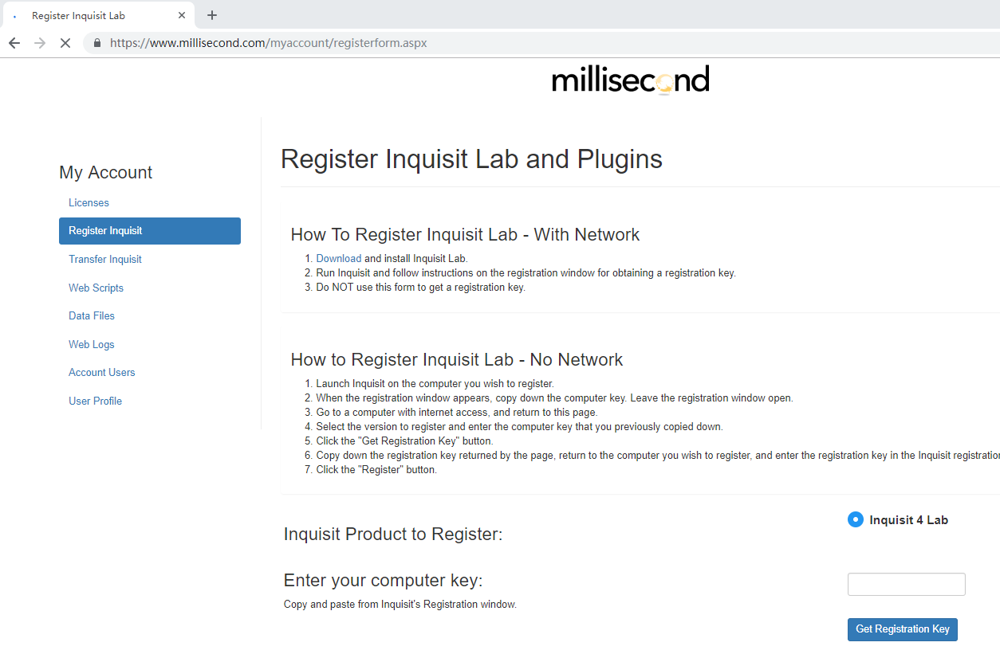 Register Inquisit Lab
https://www.millisecond.com/myaccount/registerform.aspx
millisecond
My Account
Licenses
Register Inquisit
Transfer Inquisit
Web Scripts
Data Files
Web Logs
Account Users
User Profile
Register Inquisit Lab and Plugins
How To Register Inquisit Lab - With Network
1. Download and install Inquisit Lab.
2. Run Inquisit and follow instructions on the registration window for obtaining a registration key.
3. Do NOT use this form to get a registration key.
How to Register Inquisit Lab - No Network
1. Launch Inquisit on the computer you wish to register.
2. When the registration window appears, copy down the computer key. Leave the registration window open.
3. Go to a computer with internet access, and return to this page.
4. Select the version to register and enter the computer key that you previously copied down.
5. Click the "Get Registration Key" button.
6. Copy down the registration key returned by the page, return to the computer you wish to register, and enter the registration key in the Inquisit registration
7. Click the "Register" button.
Inquisit Product to Register:
Inquisit 4 Lab
Enter your computer key:
Copy and paste from Inquisit's Registration window.
Get Registration Key